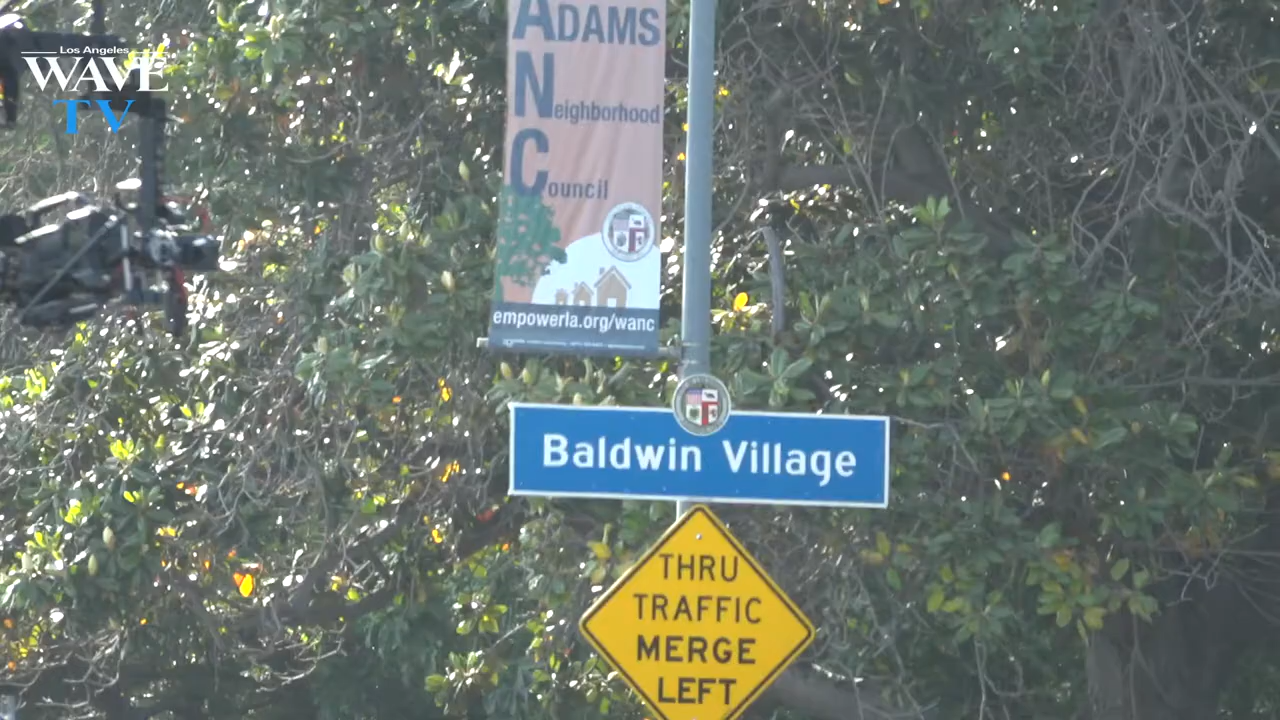 Los Angeles
WAVE
TV
ADAMS
Neighborhood
Council
empowerla.org/wanc
Baldwin Village
THRU
TRAFFIC
MERGE
LEFT